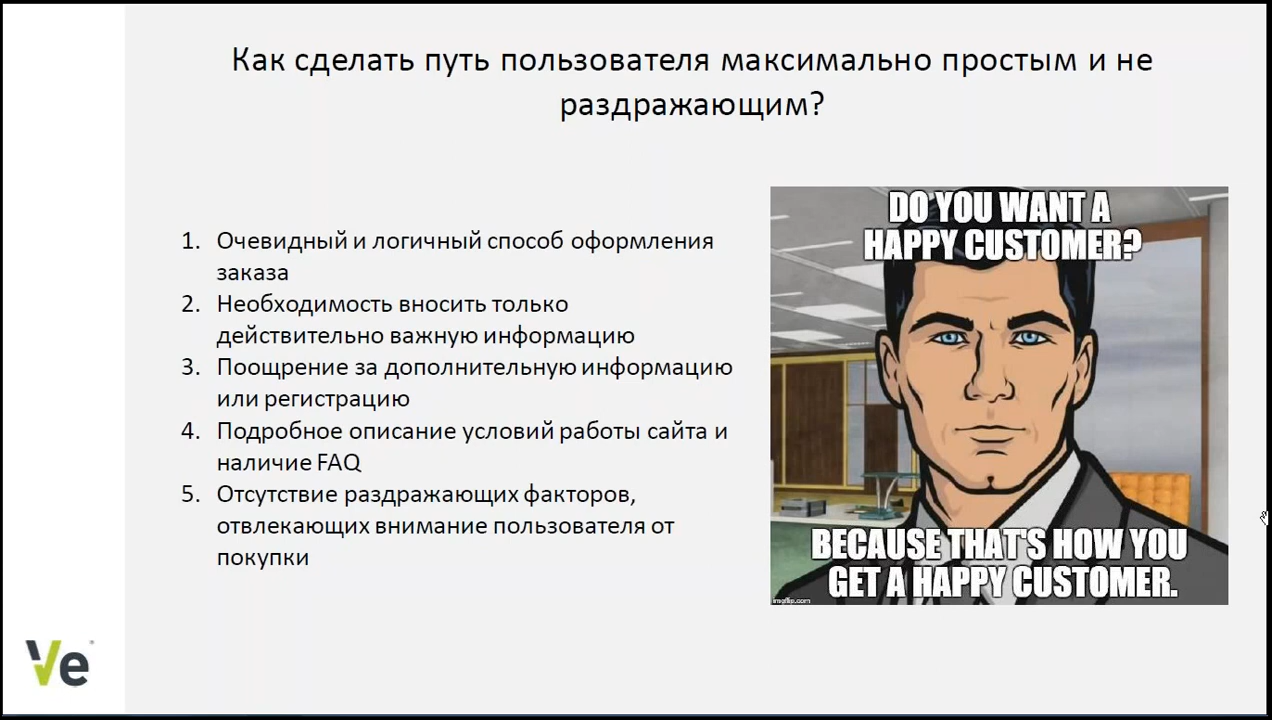 Как сделать путь пользователя максимально простым и не
раздражающим?
1. Очевидный и логичный способ оформления
заказа
2. Необходимость вносить только
действительно важную информацию
3. Поощрение за дополнительную информацию
или регистрацию
4. Подробное описание условий работы сайта и
наличие FAQ
5. Отсутствие раздражающих факторов,
отвлекающих внимание пользователя от
покупки
DO YOU WANT A
HAPPY CUSTOMER?
BECAUSE THAT'S HOW YOU
GET A HAPPY CUSTOMER.
imgflip.com
Ve